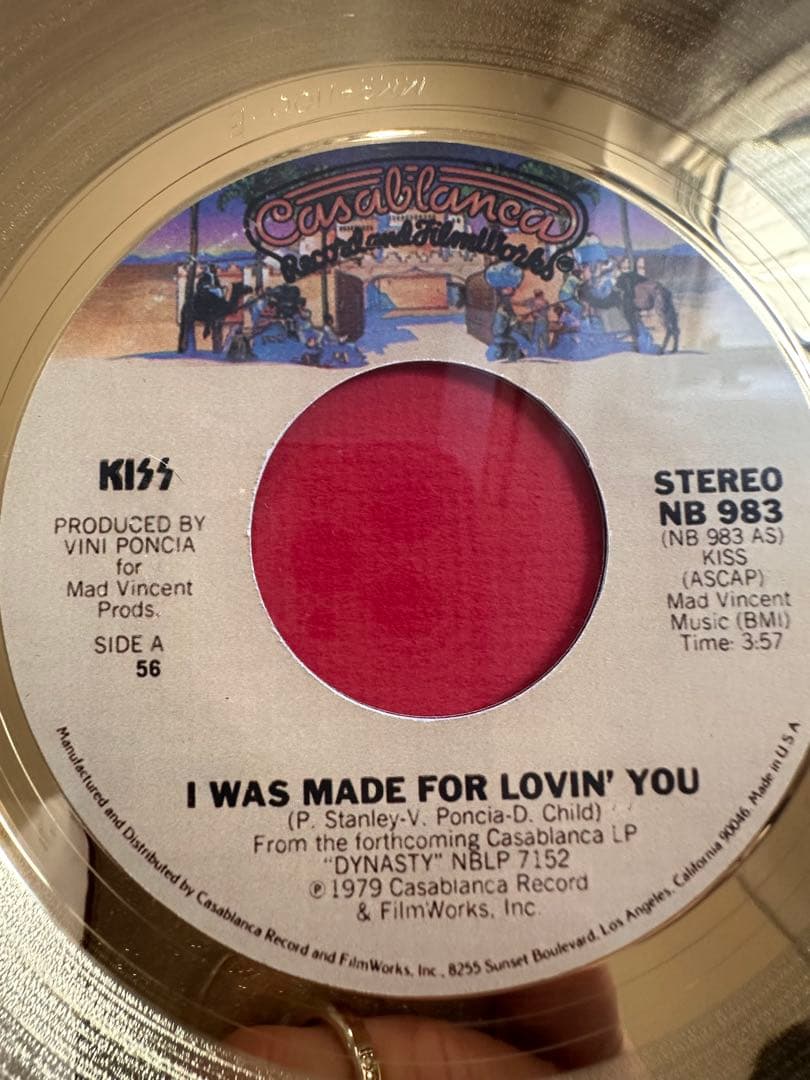 Casablanca
Record and FilmWorks
KISS
PRODUCED BY
VINI PONCIA
for
Mad Vincent
Prods.
SIDE A
56
STEREO
NB 983
(NB 983 AS)
KISS
(ASCAP)
Mad Vincent
Music (BMI)
Time: 3:57
I WAS MADE FOR LOVIN' YOU
(P. Stanley-V. Poncia-D. Child)
From the forthcoming Casablanca LP
"DYNASTY" NBLP 7152
℗ 1979 Casablanca Record
& FilmWorks, Inc.
Manufactured and Distributed by Casablanca Record and FilmWorks, Inc., 8255 Sunset Boulevard, Los Angeles, California 90046. Made in U.S.A